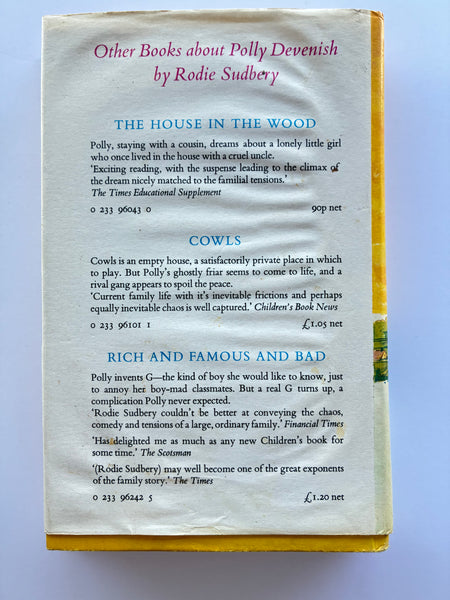 Other Books about Polly Devenish
by Rodie Sudbery
THE HOUSE IN THE WOOD
Polly, staying with a cousin, dreams about a lonely little girl
who once lived in the house with a cruel uncle.
'Exciting reading, with the suspense leading to the climax of
the dream nicely matched to the familial tensions.'
The Times Educational Supplement
0 233 96043 0 90p net
COWLS
Cowls is an empty house, a satisfactorily private place in which
to play. But Polly's ghostly friar seems to come to life, and a
rival gang appears to spoil the peace.
'Current family life with it's inevitable frictions and perhaps
equally inevitable chaos is well captured.' Children's Book News
0 233 96101 1 £1.05 net
RICH AND FAMOUS AND BAD
Polly invents G—the kind of boy she would like to know, just
to annoy her boy-mad classmates. But a real G turns up, a
complication Polly never expected.
'Rodie Sudbery couldn't be better at conveying the chaos,
comedy and tensions of a large, ordinary family.' Financial Times
'Has delighted me as much as any new Children's book for
some time.' The Scotsman
'(Rodie Sudbery) may well become one of the great exponents
of the family story.' The Times
0 233 96242 5 £1.20 net